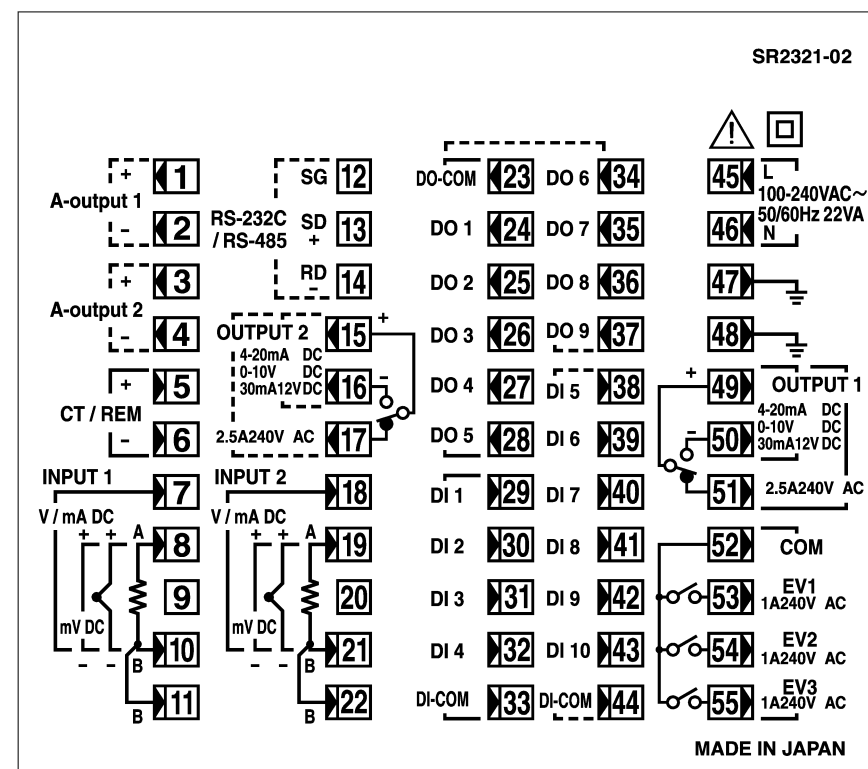 SR2321-02
A-output 1
+
-
1
2
A-output 2
+
-
3
4
CT / REM
+
-
5
6
INPUT 1
V / mA DC
+ + A
mV DC
- - B
B
7
8
9
10
11
RS-232C
/ RS-485
SG
SD
+
RD
-
12
13
14
OUTPUT 2
4-20mA DC
0-10V DC
30mA12VDC
2.5A240V AC
15
16
17
+
-
INPUT 2
V / mA DC
+ + A
mV DC
- - B
B
18
19
20
21
22
DO-COM 23
DO 1 24
DO 2 25
DO 3 26
DO 4 27
DO 5 28
DI 1 29
DI 2 30
DI 3 31
DI 4 32
DI-COM 33
DO 6 34
DO 7 35
DO 8 36
DO 9 37
DI 5 38
DI 6 39
DI 7 40
DI 8 41
DI 9 42
DI 10 43
DI-COM 44
45 L
100-240VAC~
50/60Hz 22VA
46 N
47
48
+
-
49 OUTPUT 1
4-20mA DC
0-10V DC
50 30mA12V DC
51 2.5A240V AC
52 COM
53 EV1
1A240V AC
54 EV2
1A240V AC
55 EV3
1A240V AC
MADE IN JAPAN